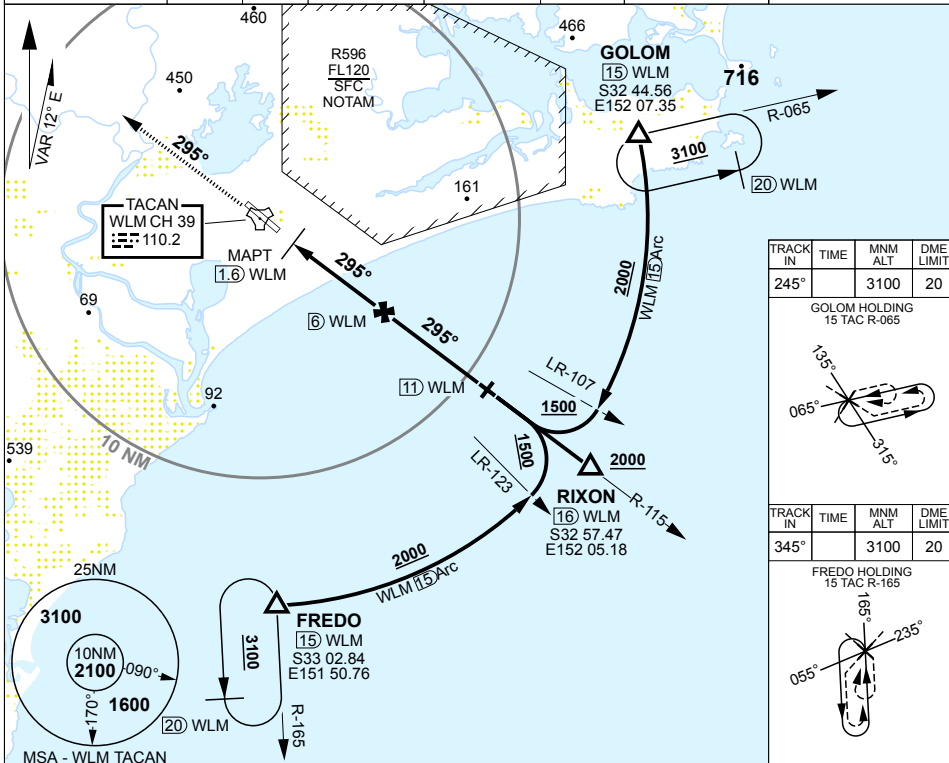 460
466
GOLOM
15 WLM
S32 44.56
E152 07.35
716
R596
FL120
SFC
NOTAM
450
VAR 12° E
R-065
295°
3100
20 WLM
161
TACAN
WLM CH 39
110.2
MAPT
1.6 WLM
295°
2000
WLM 15 Arc
TRACK IN TIME MNM ALT DME LIMIT
245° 3100 20
GOLOM HOLDING
15 TAC R-065
135°
065°
315°
69
6 WLM
295°
LR-107
11 WLM
1500
92
10 NM
539
1500
LR-123
2000
RIXON
16 WLM
S32 57.47
E152 05.18
R-115
TRACK IN TIME MNM ALT DME LIMIT
345° 3100 20
FREDO HOLDING
15 TAC R-165
165°
235°
055°
2000
WLM 15 Arc
25NM
3100
10NM
2100
090°
1600
170°
MSA - WLM TACAN
FREDO
15 WLM
S33 02.84
E151 50.76
3100
20 WLM
R-165